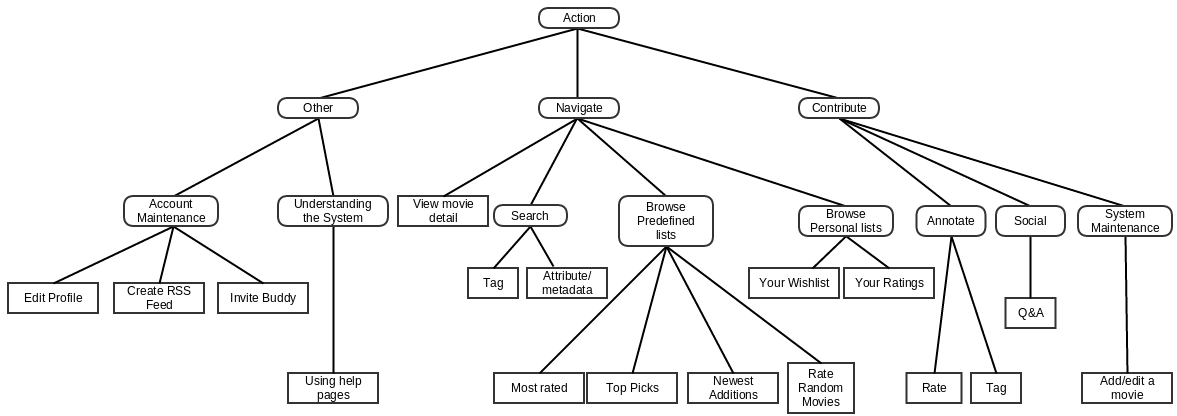 Action
Other
Navigate
Contribute
Account
Maintenance
Understanding
the System
View movie
detail
Search
Browse
Predefined
lists
Browse
Personal lists
Annotate
Social
System
Maintenance
Edit Profile
Create RSS
Feed
Invite Buddy
Tag
Attribute/
metadata
Your Wishlist
Your Ratings
Q&A
Using help
pages
Most rated
Top Picks
Newest
Additions
Rate
Random
Movies
Rate
Tag
Add/edit a
movie